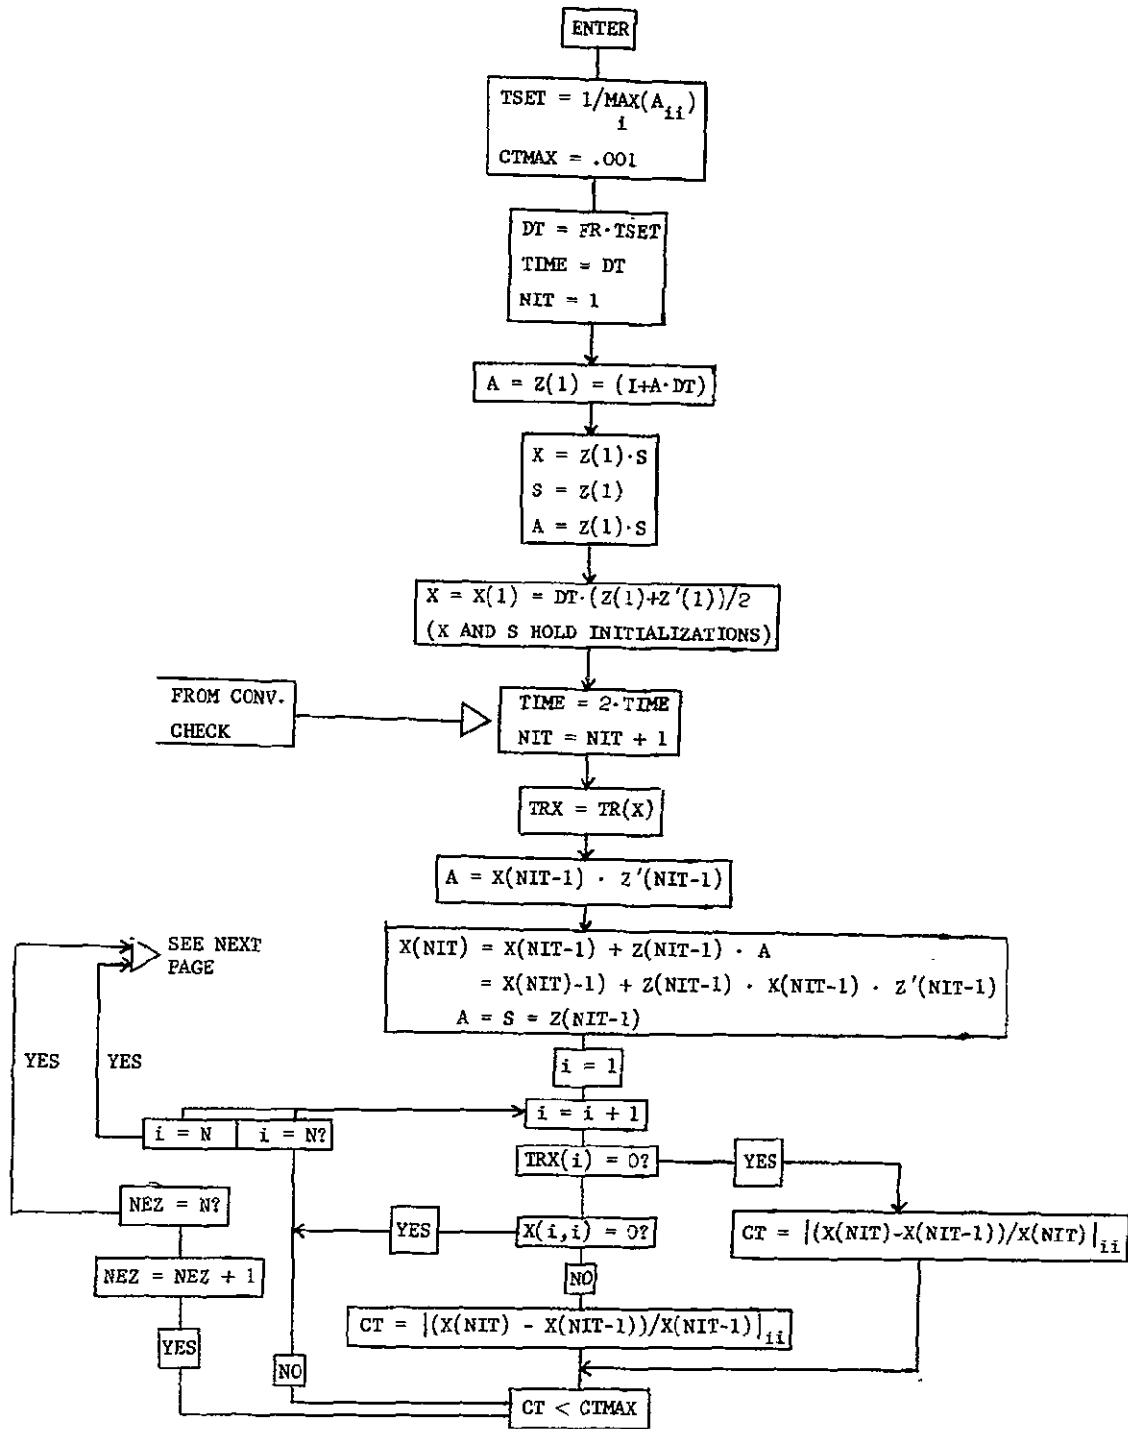 ENTER
TSET = 1/MAX(A_ii)
i
CTMAX = .001
DT = FR·TSET
TIME = DT
NIT = 1
A = Z(1) = (I+A·DT)
X = Z(1)·S
S = Z(1)
A = Z(1)·S
X = X(1) = DT·(Z(1)+Z'(1))/2
(X AND S HOLD INITIALIZATIONS)
FROM CONV.
CHECK
TIME = 2·TIME
NIT = NIT + 1
TRX = TR(X)
A = X(NIT-1) · Z'(NIT-1)
SEE NEXT
PAGE
X(NIT) = X(NIT-1) + Z(NIT-1) · A
= X(NIT)-1) + Z(NIT-1) · X(NIT-1) · Z'(NIT-1)
A = S = Z(NIT-1)
YES
YES
i = 1
i = i + 1
i = N
i = N?
TRX(i) = 0?
YES
NEZ = N?
YES
X(i,i) = 0?
CT = |(X(NIT)-X(NIT-1))/X(NIT)|_ii
NEZ = NEZ + 1
NO
CT = |(X(NIT) - X(NIT-1))/X(NIT-1)|_ii
YES
NO
CT < CTMAX